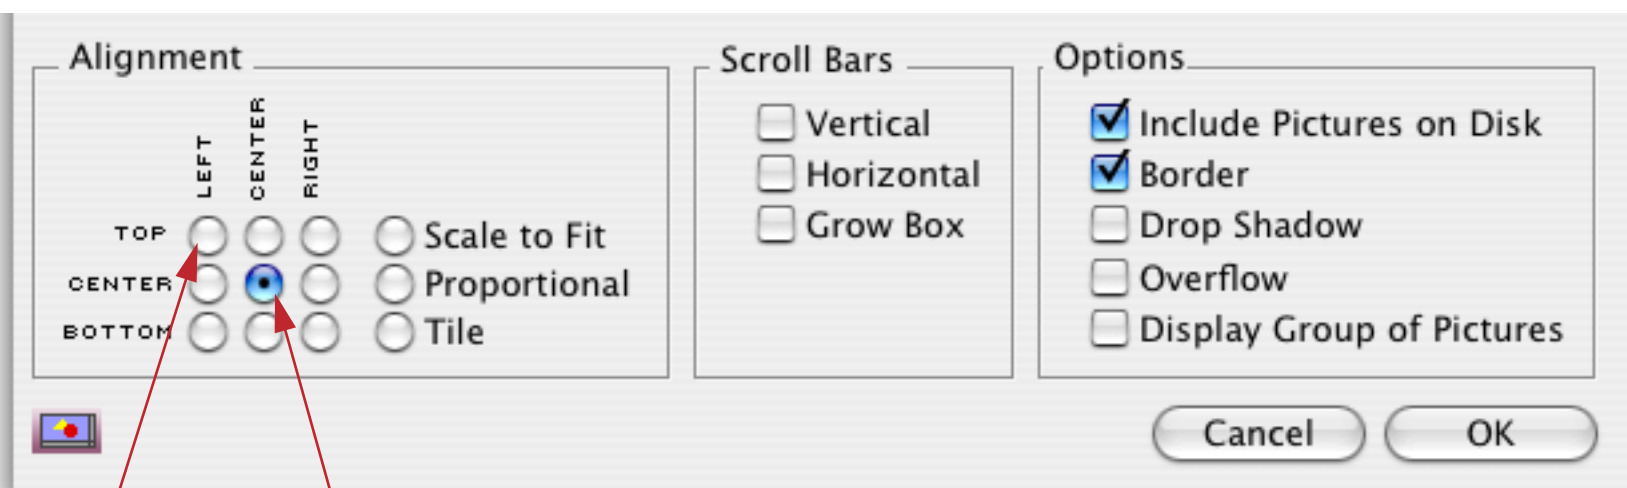 Alignment
LEFT
CENTER
RIGHT
TOP
Scale to Fit
CENTER
Proportional
BOTTOM
Tile
Scroll Bars
Vertical
Horizontal
Grow Box
Options
Include Pictures on Disk
Border
Drop Shadow
Overflow
Display Group of Pictures
Cancel
OK